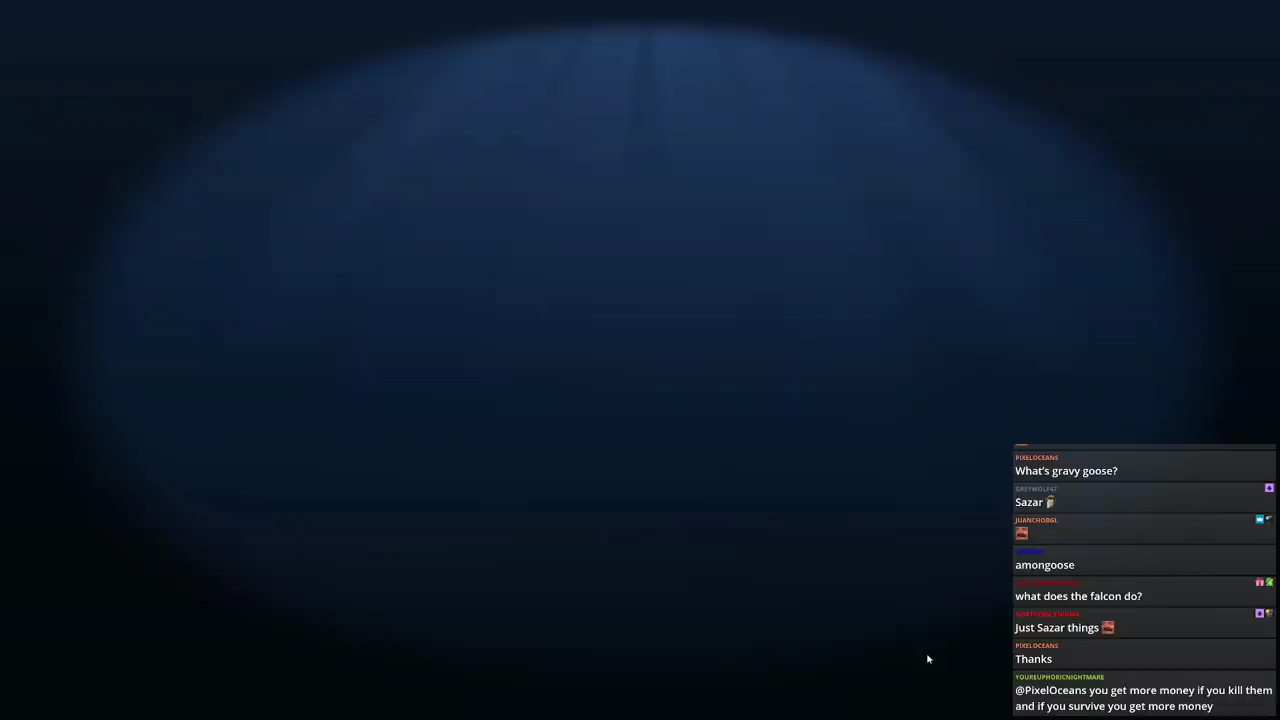 PIXELOCEANS
What's gravy goose?
GREYWOLF47
Sazar
JUANCHOBGL
amongoose
what does the falcon do?
Just Sazar things
PIXELOCEANS
Thanks
YOUREUPHORICNIGHTMARE
@PixelOceans you get more money if you kill them
and if you survive you get more money